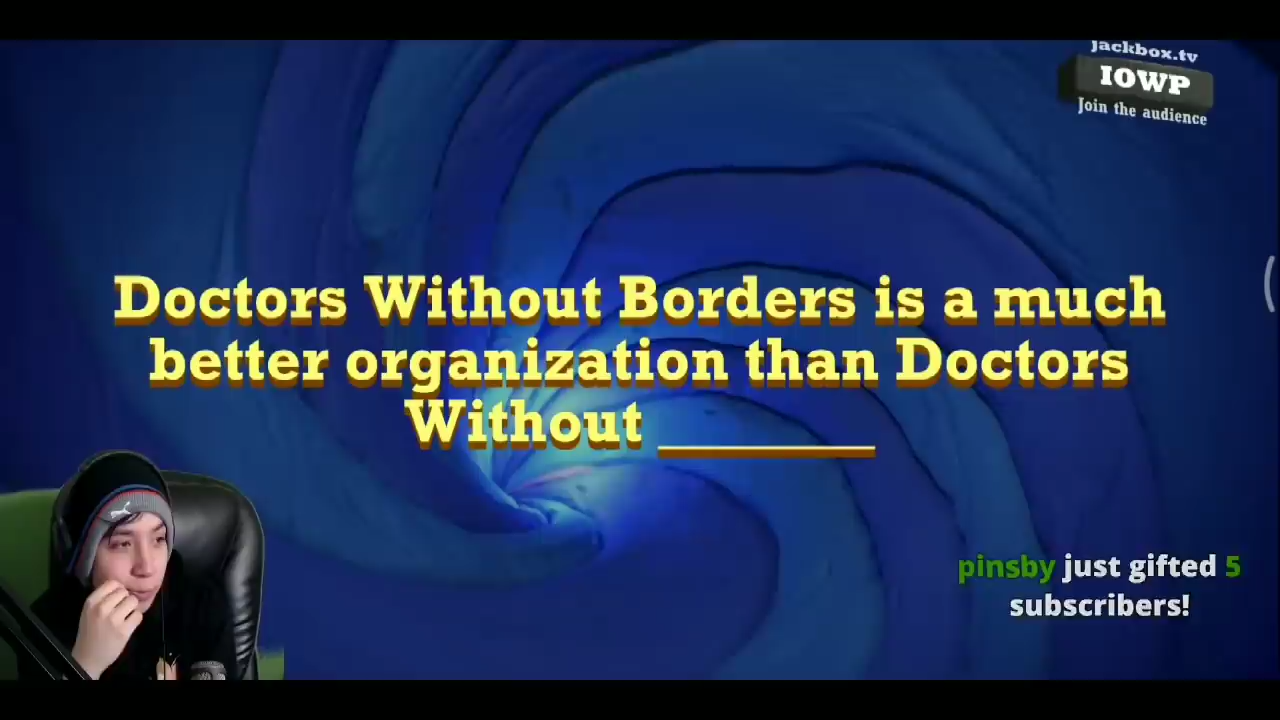 jackbox.tv
IOWP
Join the audience
Doctors Without Borders is a much
better organization than Doctors
Without ________
pinsby just gifted 5
subscribers!